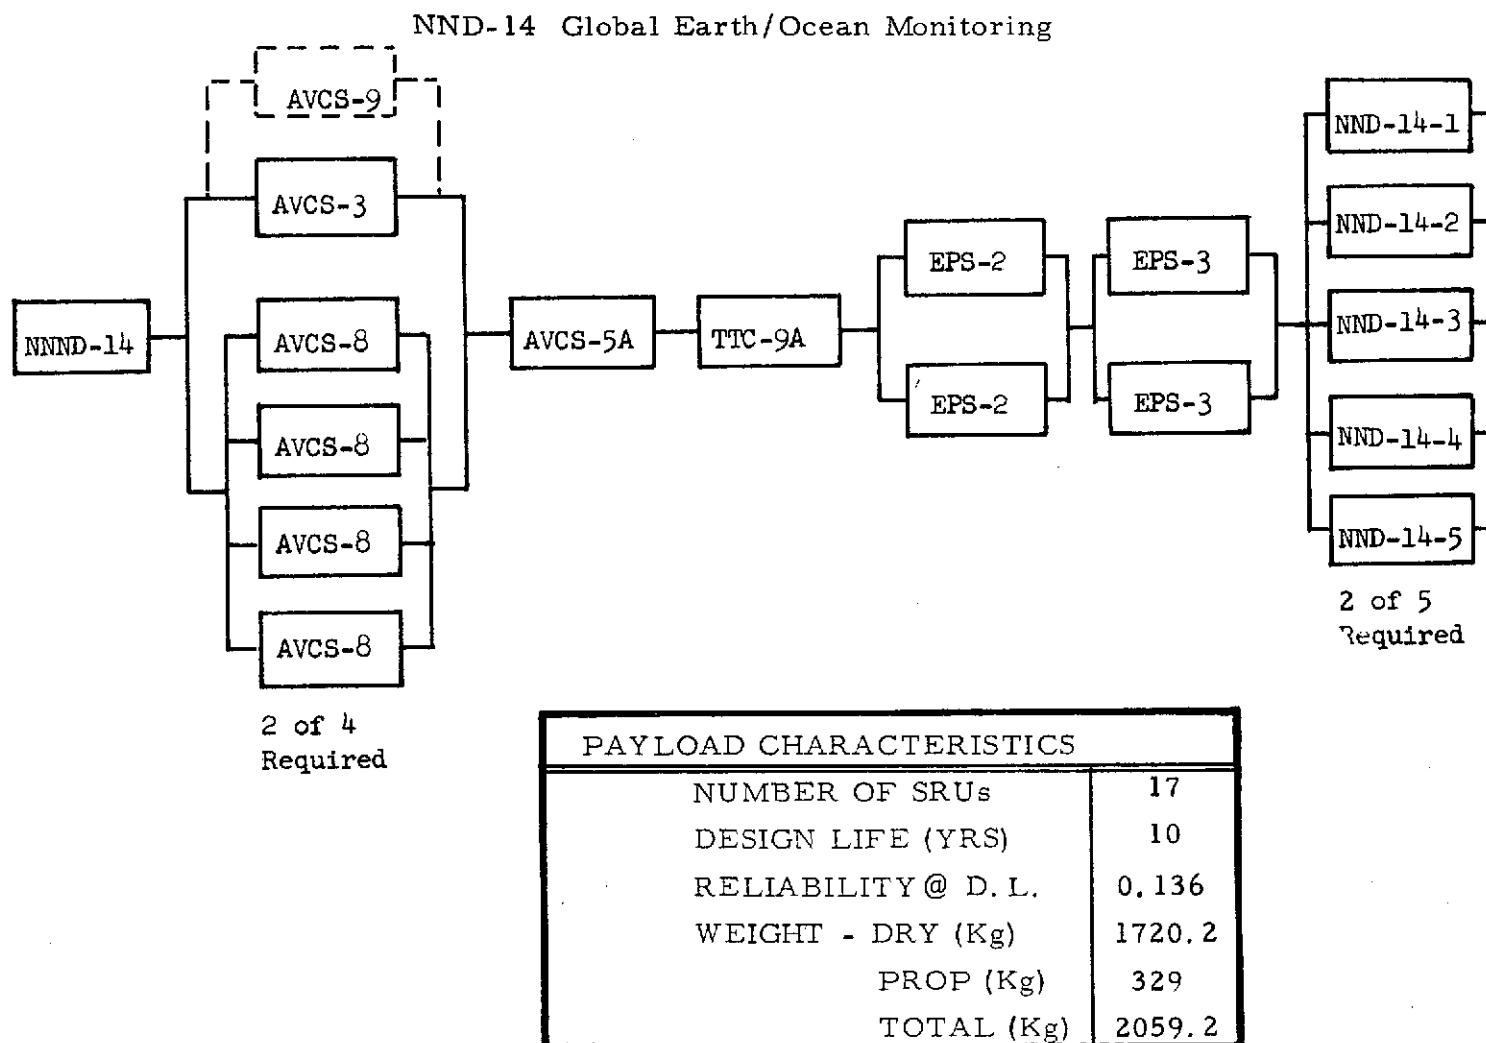 NND-14 Global Earth/Ocean Monitoring
AVCS-9
AVCS-3
NNND-14
AVCS-8
AVCS-8
AVCS-8
AVCS-8
2 of 4
Required
AVCS-5A
TTC-9A
EPS-2
EPS-2
EPS-3
EPS-3
NND-14-1
NND-14-2
NND-14-3
NND-14-4
NND-14-5
2 of 5
Required
PAYLOAD CHARACTERISTICS
NUMBER OF SRUs 17
DESIGN LIFE (YRS) 10
RELIABILITY @ D. L. 0.136
WEIGHT - DRY (Kg) 1720.2
PROP (Kg) 329
TOTAL (Kg) 2059.2